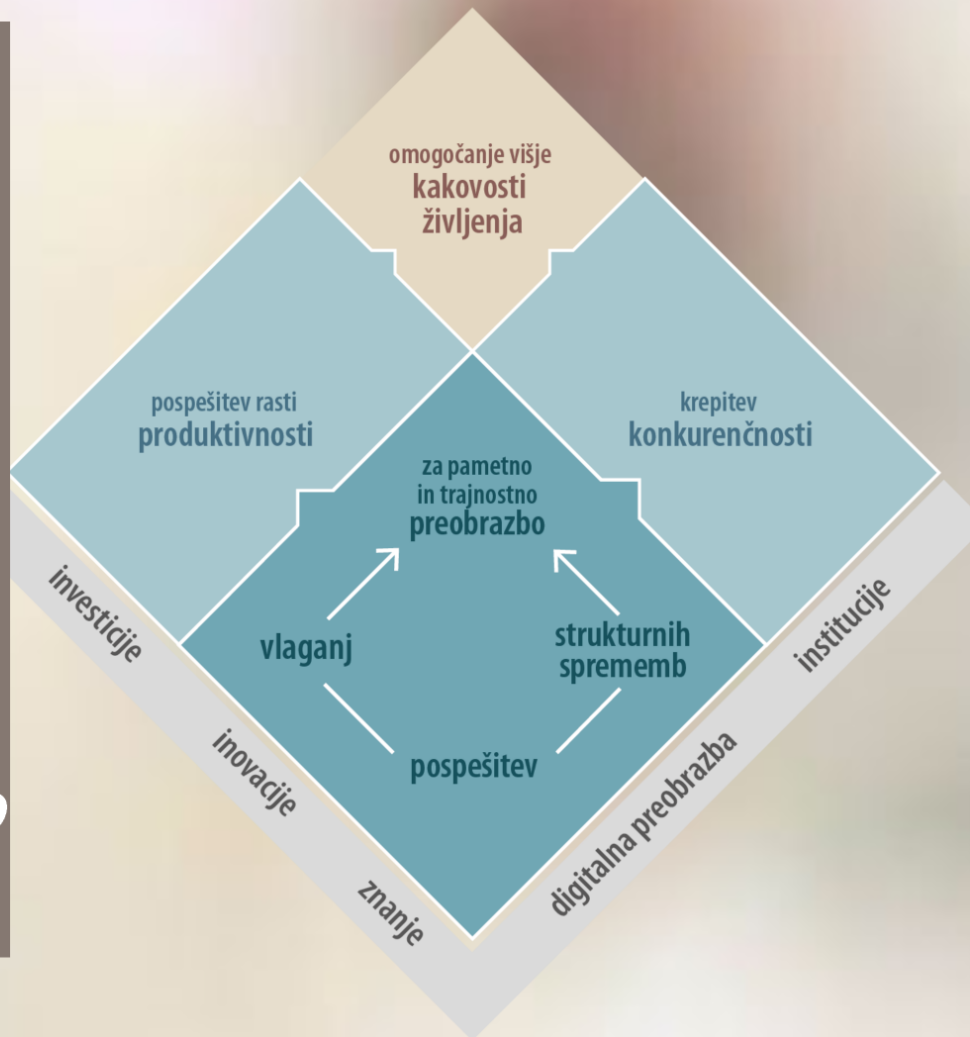 omogočanje višje
kakovosti
življenja
pospešitev rasti
produktivnosti
krepitev
konkurenčnosti
za pametno
in trajnostno
preobrazbo
vlaganj
strukturnih
sprememb
pospešitev
investicije
inovacije
znanje
digitalna preobrazba
institucije